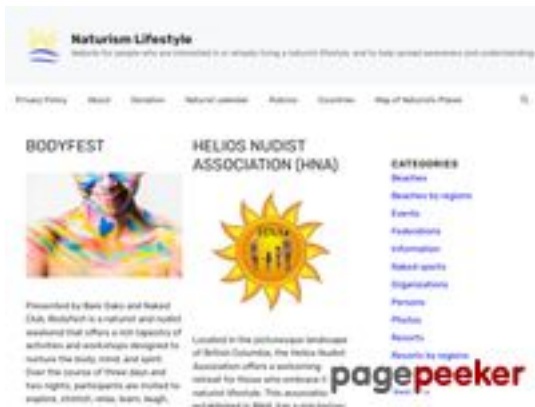 Naturism Lifestyle
Website for people who are interested in or already living a naturist lifestyle, and to help spread awareness and understanding
Privacy Policy About Donation Naturist calendar Policies Countries Map of Naturists Places
BODYFEST
HELIOS NUDIST
ASSOCIATION (HNA)
CATEGORIES
Beaches
Beaches by regions
Events
Federations
Information
Naked sports
Organizations
Persons
Photos
Resorts
Resorts by regions
Presented by Bare Oaks and Naked
Club, Bodyfest is a naturist and nudist
weekend that offers a rich tapestry of
activities and workshops designed to
nurture the body, mind, and spirit.
Over the course of three days and
two nights, participants are invited to
explore, stretch, relax, learn, laugh,
Located in the picturesque landscape
of British Columbia, the Helios Nudist
Association offers a welcoming
retreat for those who embrace
naturist lifestyle. This association,
pagepeeker